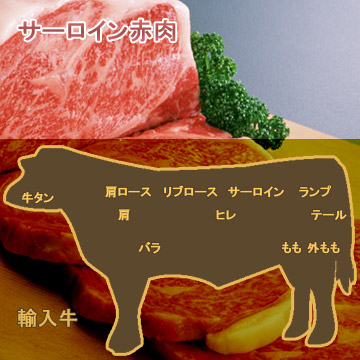 サーロイン赤肉
肩ロース リブロース サーロイン ランプ
牛タン
肩 ヒレ テール
バラ もも 外もも
輸入牛